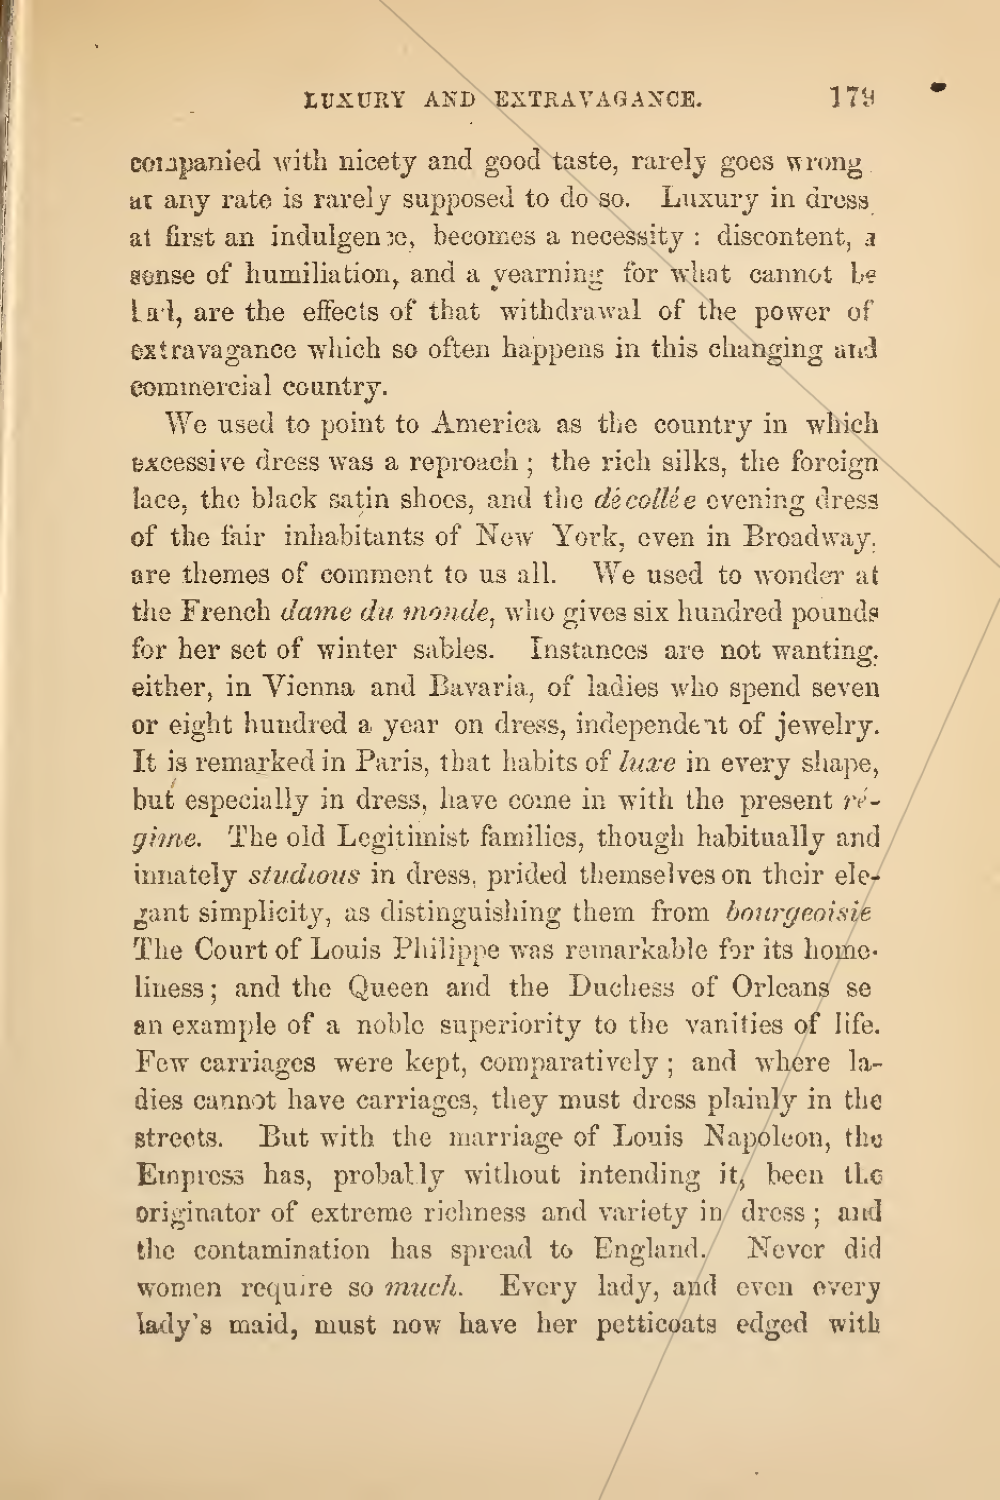 LUXURY AND EXTRAVAGANCE. 179
companied with nicety and good taste, rarely goes wrong
at any rate is rarely supposed to do so. Luxury in dress
at first an indulgence, becomes a necessity : discontent, a
sense of humiliation, and a yearning for what cannot be
had, are the effects of that withdrawal of the power of
extravagance which so often happens in this changing and
commercial country.
We used to point to America as the country in which
excessive dress was a reproach ; the rich silks, the foreign
lace, the black satin shoes, and the décollée evening dress
of the fair inhabitants of New York, even in Broadway,
are themes of comment to us all. We used to wonder at
the French dame du monde, who gives six hundred pounds
for her set of winter sables. Instances are not wanting,
either, in Vienna and Bavaria, of ladies who spend seven
or eight hundred a year on dress, independent of jewelry.
It is remarked in Paris, that habits of luxe in every shape,
but especially in dress, have come in with the present ré-
gime. The old Legitimist families, though habitually and
innately studious in dress, prided themselves on their ele-
gant simplicity, as distinguishing them from bourgeoisie
The Court of Louis Philippe was remarkable for its home-
liness ; and the Queen and the Duchess of Orleans se
an example of a noble superiority to the vanities of life.
Few carriages were kept, comparatively ; and where la-
dies cannot have carriages, they must dress plainly in the
streets. But with the marriage of Louis Napoleon, the
Empress has, probably without intending it, been the
originator of extreme richness and variety in dress ; and
the contamination has spread to England. Never did
women require so much. Every lady, and even every
lady's maid, must now have her petticoats edged with